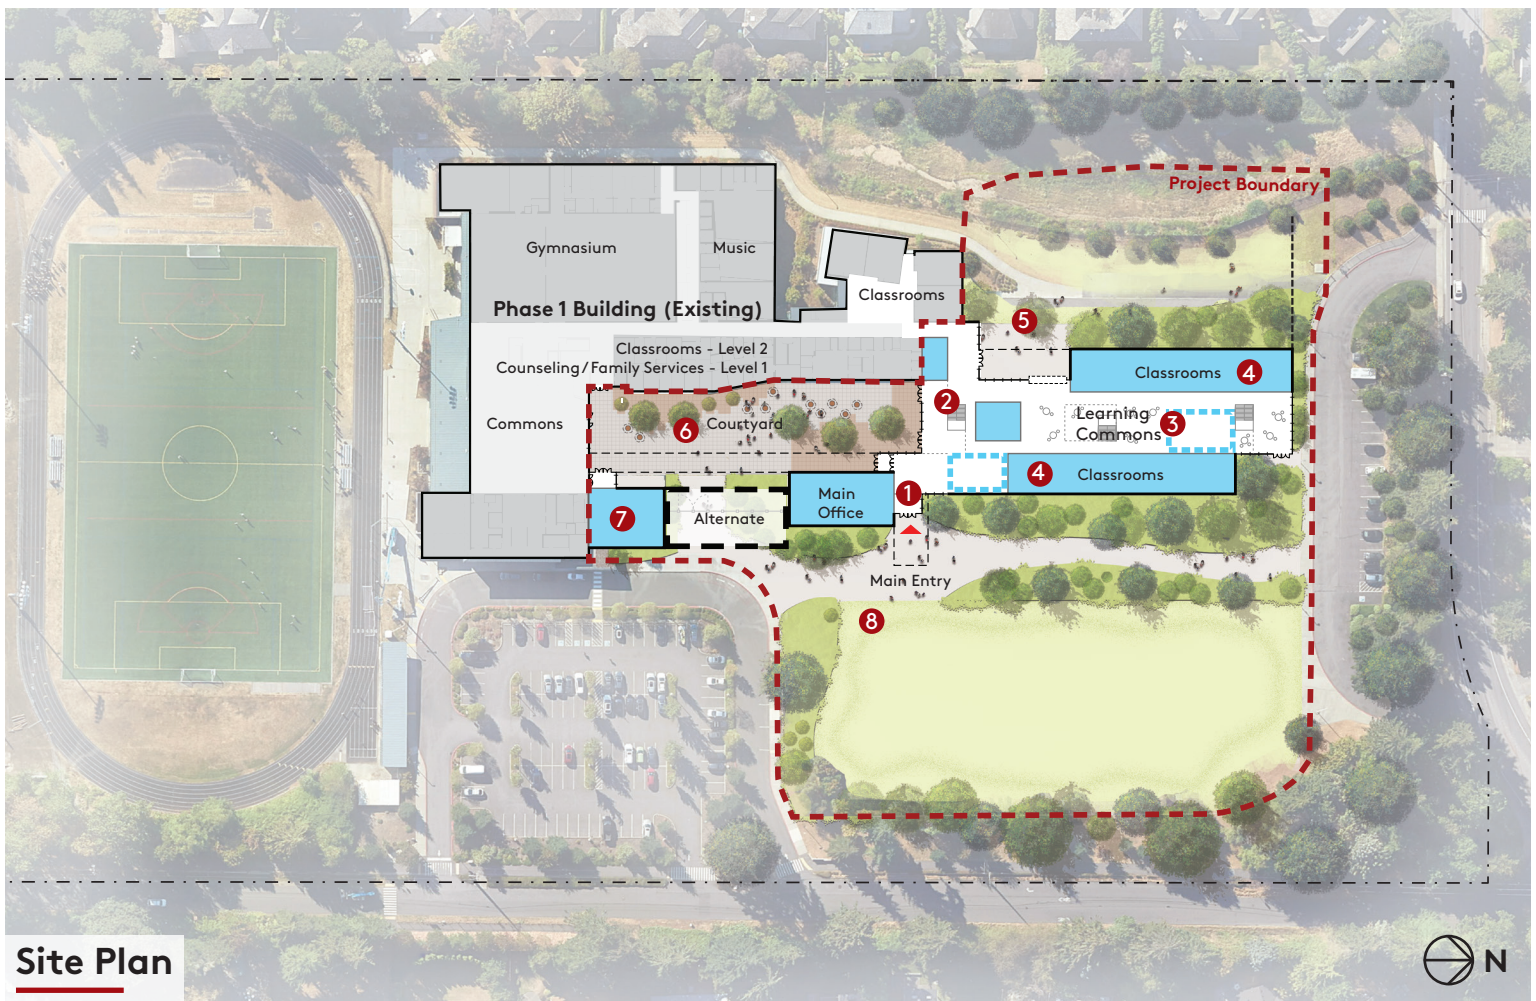 Project Boundary
Gymnasium
Music
Classrooms
Phase 1 Building (Existing)
5
Classrooms - Level 2
Counseling/Family Services - Level 1
Classrooms 4
2
Commons
6 Courtyard
Learning
Commons 3
4 Classrooms
7
Alternate
Main
Office
1
Main Entry
8
Site Plan
N